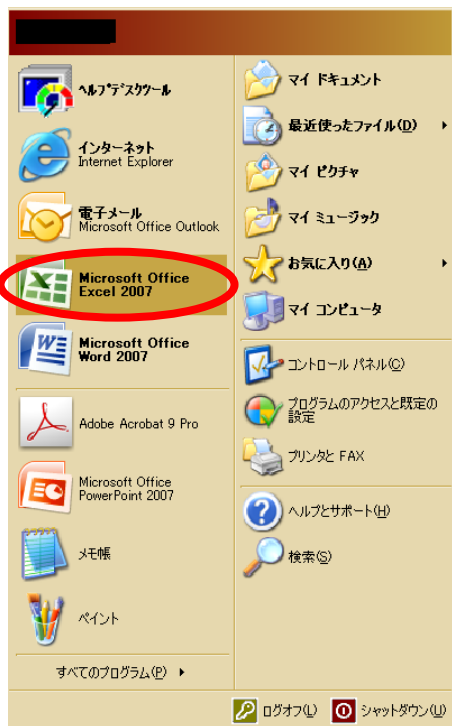 ﾍﾙﾌﾟﾃﾞｽｸﾂｰﾙ
インターネット
Internet Explorer
電子メール
Microsoft Office Outlook
Microsoft Office
Excel 2007
Microsoft Office
Word 2007
Adobe Acrobat 9 Pro
Microsoft Office
PowerPoint 2007
メモ帳
ペイント
すべてのプログラム(P)
マイ ドキュメント
最近使ったファイル(D)
マイ ピクチャ
マイ ミュージック
お気に入り(A)
マイ コンピュータ
コントロール パネル(C)
プログラムのアクセスと既定の
設定
プリンタと FAX
ヘルプとサポート(H)
検索(S)
ログオフ(L)
シャットダウン(U)